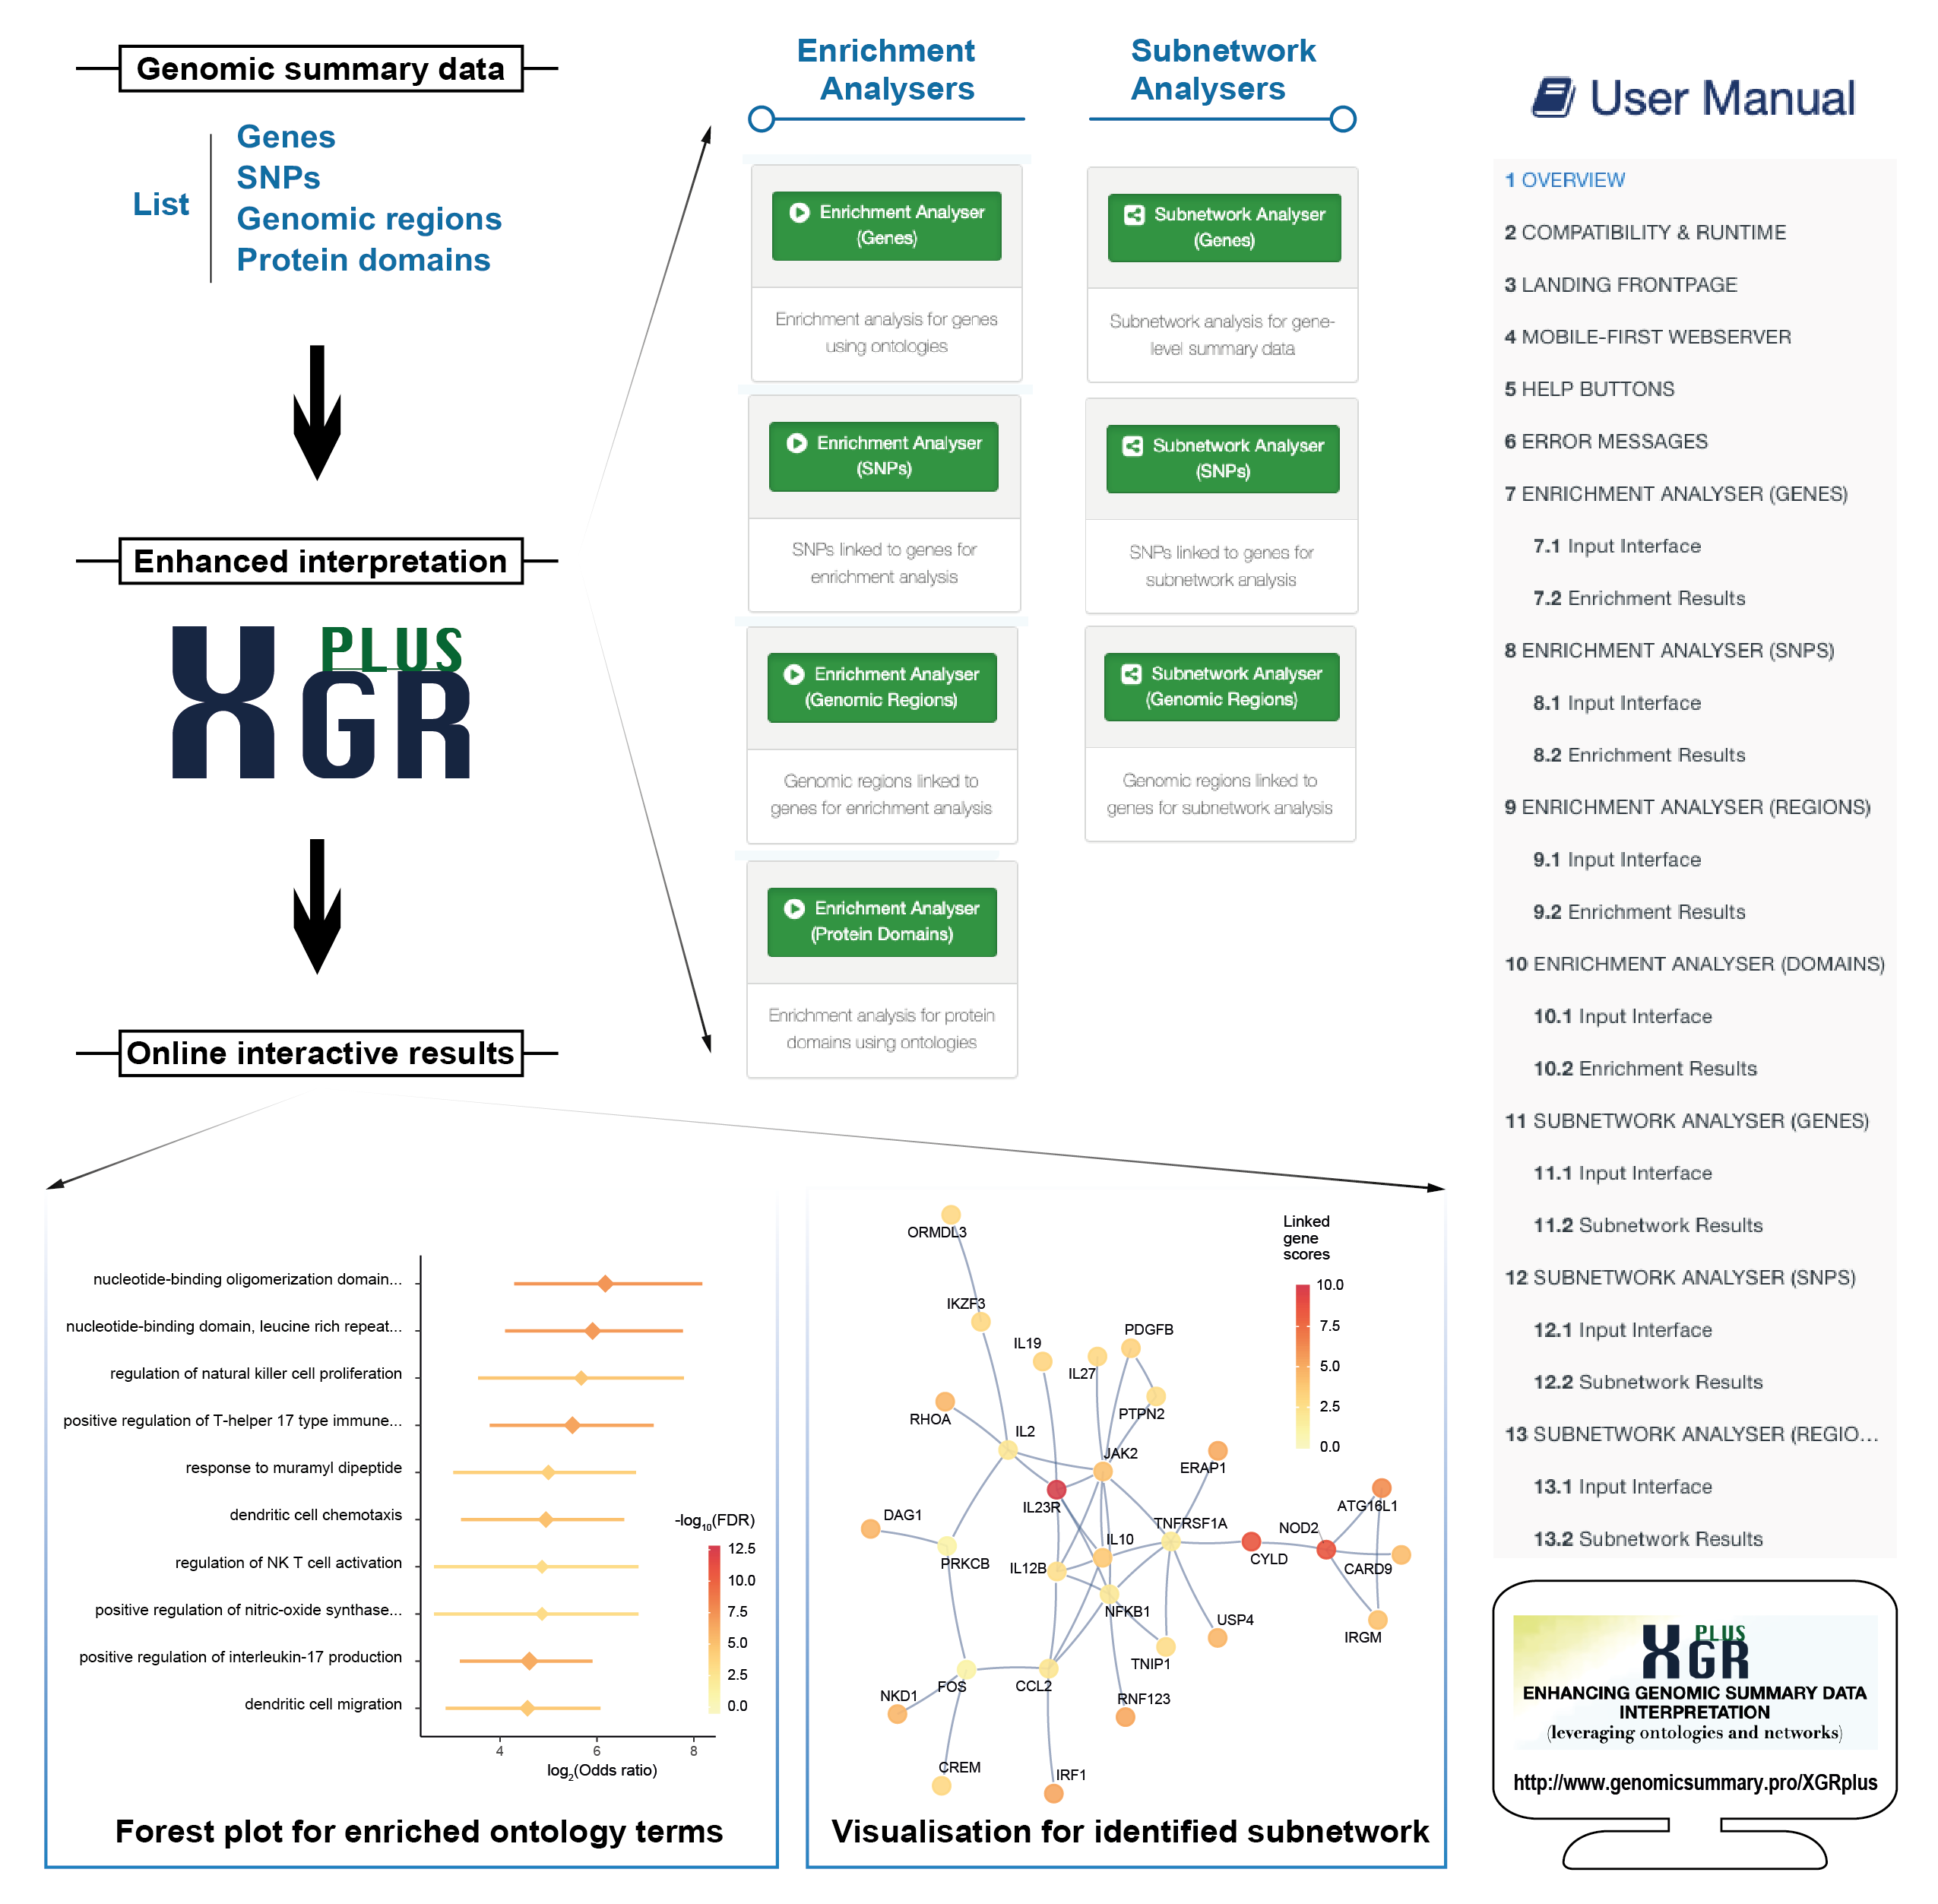 Genomic summary data
List
Genes
SNPs
Genomic regions
Protein domains
Enhanced interpretation
XGR PLUS
Online interactive results
Enrichment
Analysers
Enrichment Analyser
(Genes)
Enrichment analysis for genes
using ontologies
Enrichment Analyser
(SNPs)
SNPs linked to genes for
enrichment analysis
Enrichment Analyser
(Genomic Regions)
Genomic regions linked to
genes for enrichment analysis
Enrichment Analyser
(Protein Domains)
Enrichment analysis for protein
domains using ontologies
Subnetwork
Analysers
Subnetwork Analyser
(Genes)
Subnetwork analysis for gene-
level summary data
Subnetwork Analyser
(SNPs)
SNPs linked to genes for
subnetwork analysis
Subnetwork Analyser
(Genomic Regions)
Genomic regions linked to
genes for subnetwork analysis
User Manual
1 OVERVIEW
2 COMPATIBILITY & RUNTIME
3 LANDING FRONTPAGE
4 MOBILE-FIRST WEBSERVER
5 HELP BUTTONS
6 ERROR MESSAGES
7 ENRICHMENT ANALYSER (GENES)
7.1 Input Interface
7.2 Enrichment Results
8 ENRICHMENT ANALYSER (SNPS)
8.1 Input Interface
8.2 Enrichment Results
9 ENRICHMENT ANALYSER (REGIONS)
9.1 Input Interface
9.2 Enrichment Results
10 ENRICHMENT ANALYSER (DOMAINS)
10.1 Input Interface
10.2 Enrichment Results
11 SUBNETWORK ANALYSER (GENES)
11.1 Input Interface
11.2 Subnetwork Results
12 SUBNETWORK ANALYSER (SNPS)
12.1 Input Interface
12.2 Subnetwork Results
13 SUBNETWORK ANALYSER (REGIO...
13.1 Input Interface
13.2 Subnetwork Results
nucleotide-binding oligomerization domain...
nucleotide-binding domain, leucine rich repeat...
regulation of natural killer cell proliferation
positive regulation of T-helper 17 type immune...
response to muramyl dipeptide
dendritic cell chemotaxis
regulation of NK T cell activation
positive regulation of nitric-oxide synthase...
positive regulation of interleukin-17 production
dendritic cell migration
-log10(FDR)
12.5
10.0
7.5
5.0
2.5
0.0
4 6 8
log2(Odds ratio)
Forest plot for enriched ontology terms
Linked
gene
scores
10.0
7.5
5.0
2.5
0.0
ORMDL3
IKZF3
IL19
IL27
PDGFB
PTPN2
RHOA
IL2
JAK2
ERAP1
IL23R
ATG16L1
DAG1
TNFRSF1A
NOD2
IL10
CYLD
CARD9
PRKCB
IL12B
NFKB1
USP4
IRGM
TNIP1
FOS
CCL2
NKD1
RNF123
CREM
IRF1
Visualisation for identified subnetwork
XGR PLUS
ENHANCING GENOMIC SUMMARY DATA
INTERPRETATION
(leveraging ontologies and networks)
http://www.genomicsummary.pro/XGRplus